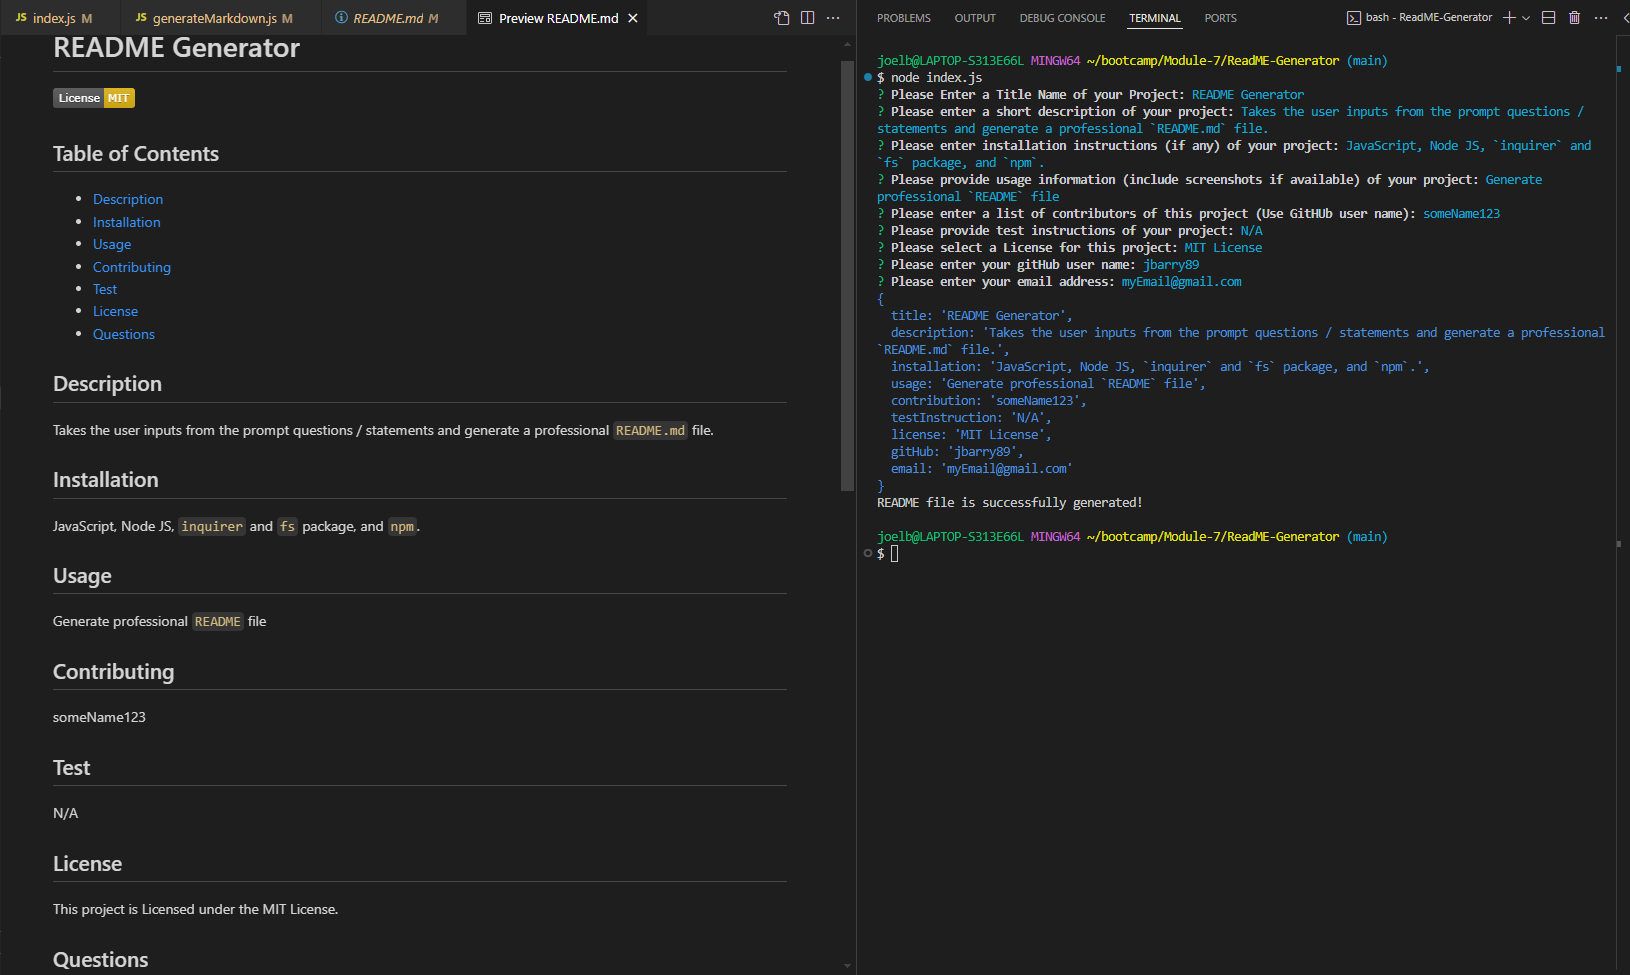 JS index.js M JS generateMarkdown.js M README.md M Preview README.md
README Generator
License MIT
Table of Contents
Description
Installation
Usage
Contributing
Test
License
Questions
Description
Takes the user inputs from the prompt questions / statements and generate a professional README.md file.
Installation
JavaScript, Node JS, inquirer and fs package, and npm.
Usage
Generate professional README file
Contributing
someName123
Test
N/A
License
This project is Licensed under the MIT License.
Questions
PROBLEMS OUTPUT DEBUG CONSOLE TERMINAL PORTS bash - ReadME-Generator
joelb@LAPTOP-S313E66L MINGW64 ~/bootcamp/Module-7/ReadME-Generator (main)
$ node index.js
? Please Enter a Title Name of your Project: README Generator
? Please enter a short description of your project: Takes the user inputs from the prompt questions /
statements and generate a professional `README.md` file.
? Please enter installation instructions (if any) of your project: JavaScript, Node JS, `inquirer` and
`fs` package, and `npm`.
? Please provide usage information (include screenshots if available) of your project: Generate
professional `README` file
? Please enter a list of contributors of this project (Use GitHUb user name): someName123
? Please provide test instructions of your project: N/A
? Please select a License for this project: MIT License
? Please enter your gitHub user name: jbarry89
? Please enter your email address: myEmail@gmail.com
{
title: 'README Generator',
description: 'Takes the user inputs from the prompt questions / statements and generate a professional
`README.md` file.',
installation: 'JavaScript, Node JS, `inquirer` and `fs` package, and `npm`.',
usage: 'Generate professional `README` file',
contribution: 'someName123',
testInstruction: 'N/A',
license: 'MIT License',
gitHub: 'jbarry89',
email: 'myEmail@gmail.com'
}
README file is successfully generated!
joelb@LAPTOP-S313E66L MINGW64 ~/bootcamp/Module-7/ReadME-Generator (main)
$